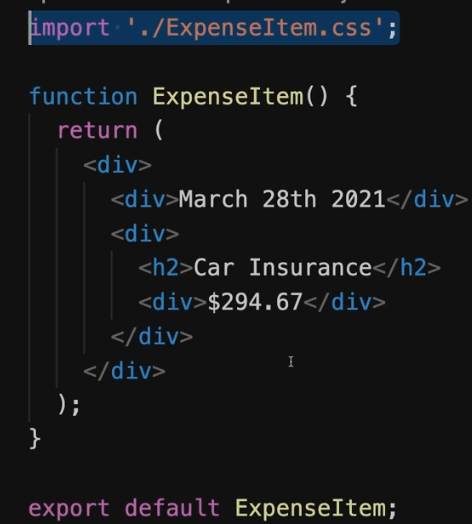 import './ExpenseItem.css';
function ExpenseItem() {
return (
<div>
<div>March 28th 2021</div>
<div>
<h2>Car Insurance</h2>
<div>$294.67</div>
</div>
</div>
);
}
export default ExpenseItem;